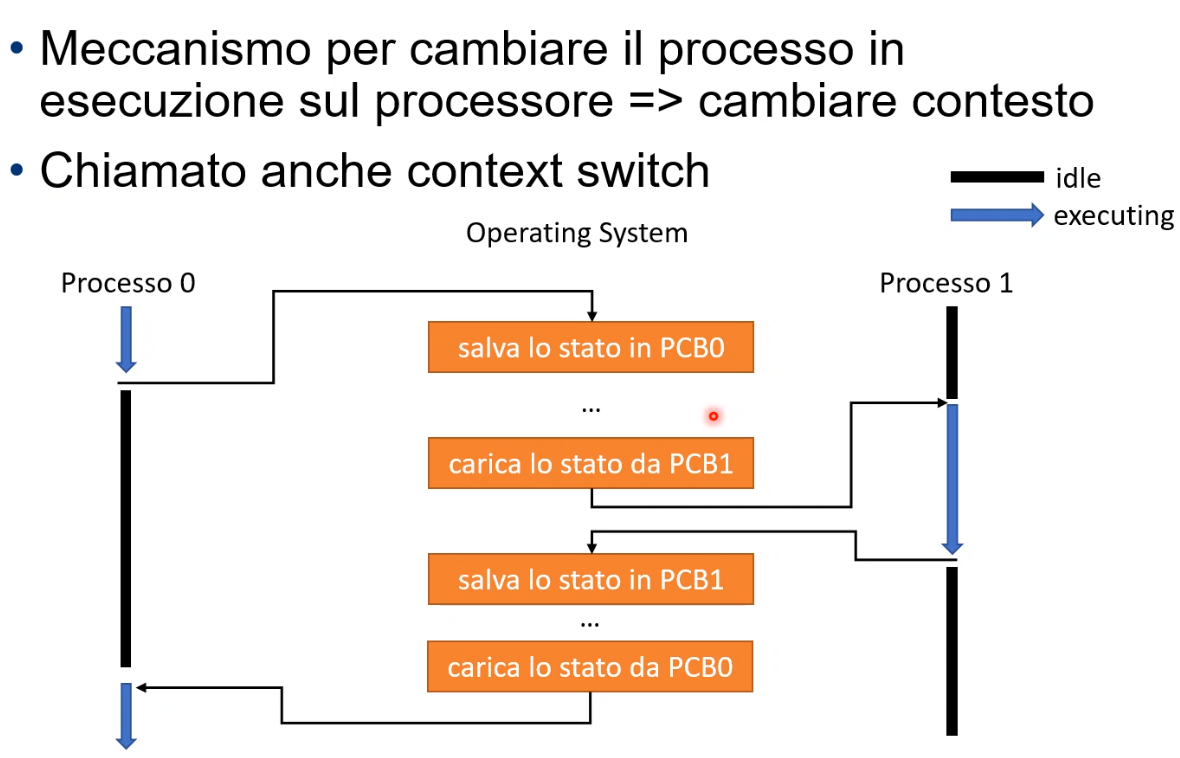 • Meccanismo per cambiare il processo in
esecuzione sul processore => cambiare contesto
• Chiamato anche context switch
idle
executing
Operating System
Processo 0
Processo 1
salva lo stato in PCB0
...
carica lo stato da PCB1
salva lo stato in PCB1
...
carica lo stato da PCB0